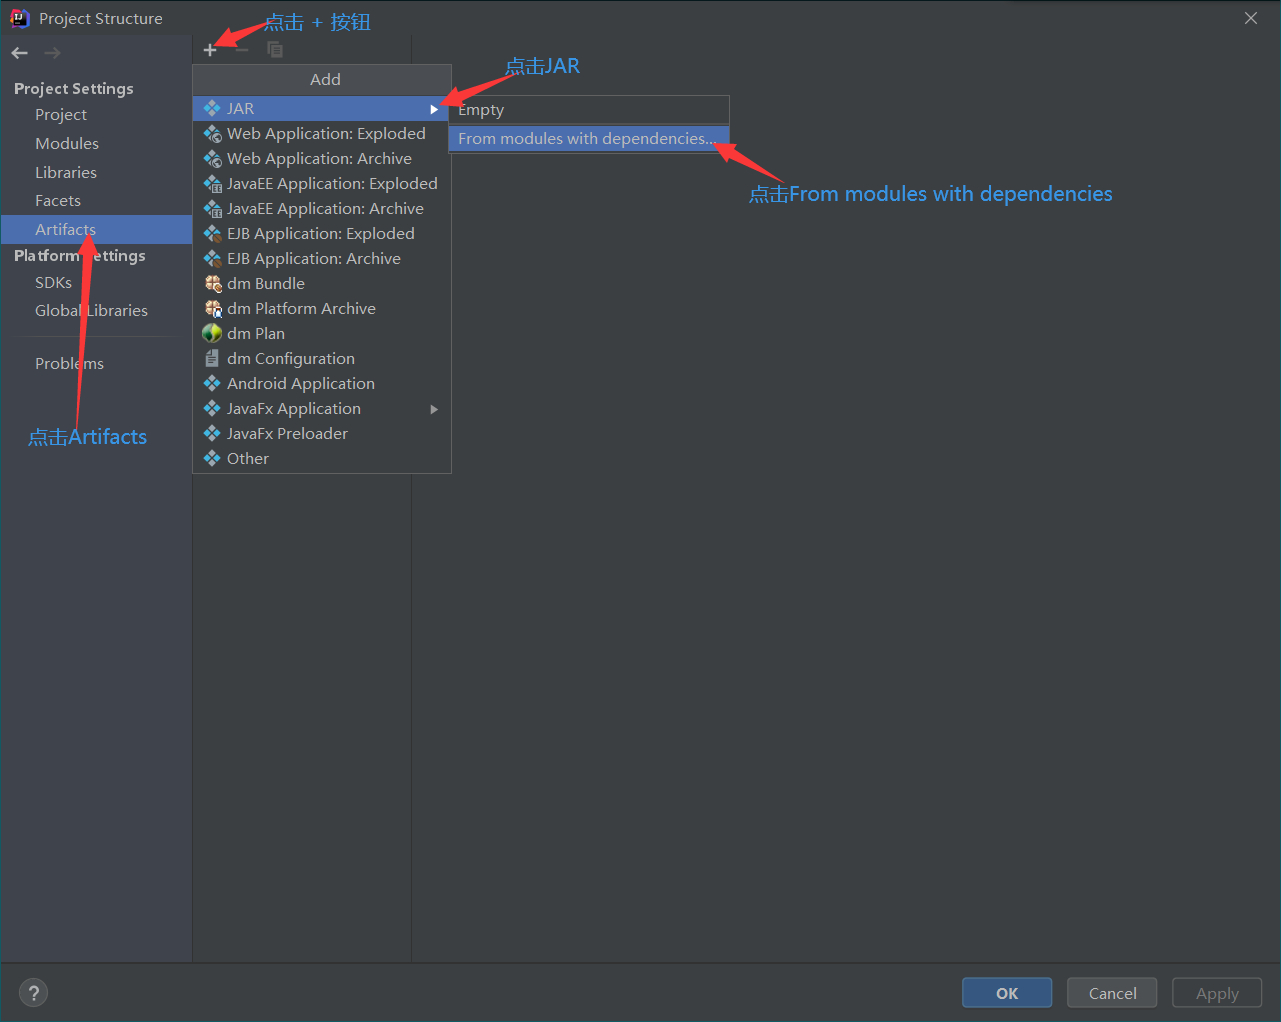 Project Structure
点击 + 按钮
点击JAR
Add
Project Settings
Project
Modules
Libraries
Facets
Artifacts
Platform Settings
SDKs
Global Libraries
Problems
点击Artifacts
JAR
Web Application: Exploded
Web Application: Archive
JavaEE Application: Exploded
JavaEE Application: Archive
EJB Application: Exploded
EJB Application: Archive
dm Bundle
dm Platform Archive
dm Plan
dm Configuration
Android Application
JavaFx Application
JavaFx Preloader
Other
Empty
From modules with dependencies...
点击From modules with dependencies
?
OK
Cancel
Apply